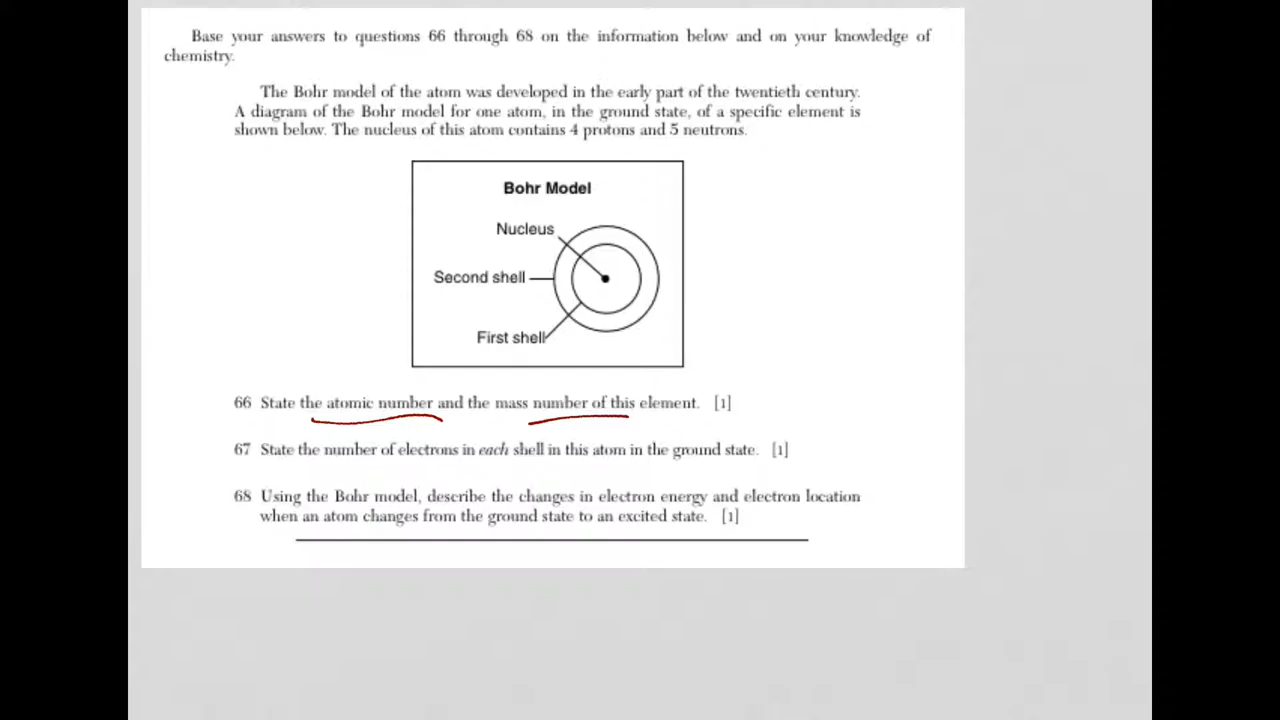 Base your answers to questions 66 through 68 on the information below and on your knowledge of
chemistry.
The Bohr model of the atom was developed in the early part of the twentieth century.
A diagram of the Bohr model for one atom, in the ground state, of a specific element is
shown below. The nucleus of this atom contains 4 protons and 5 neutrons.
Bohr Model
Nucleus
Second shell
First shell
66 State the atomic number and the mass number of this element. [1]
67 State the number of electrons in each shell in this atom in the ground state. [1]
68 Using the Bohr model, describe the changes in electron energy and electron location
when an atom changes from the ground state to an excited state. [1]